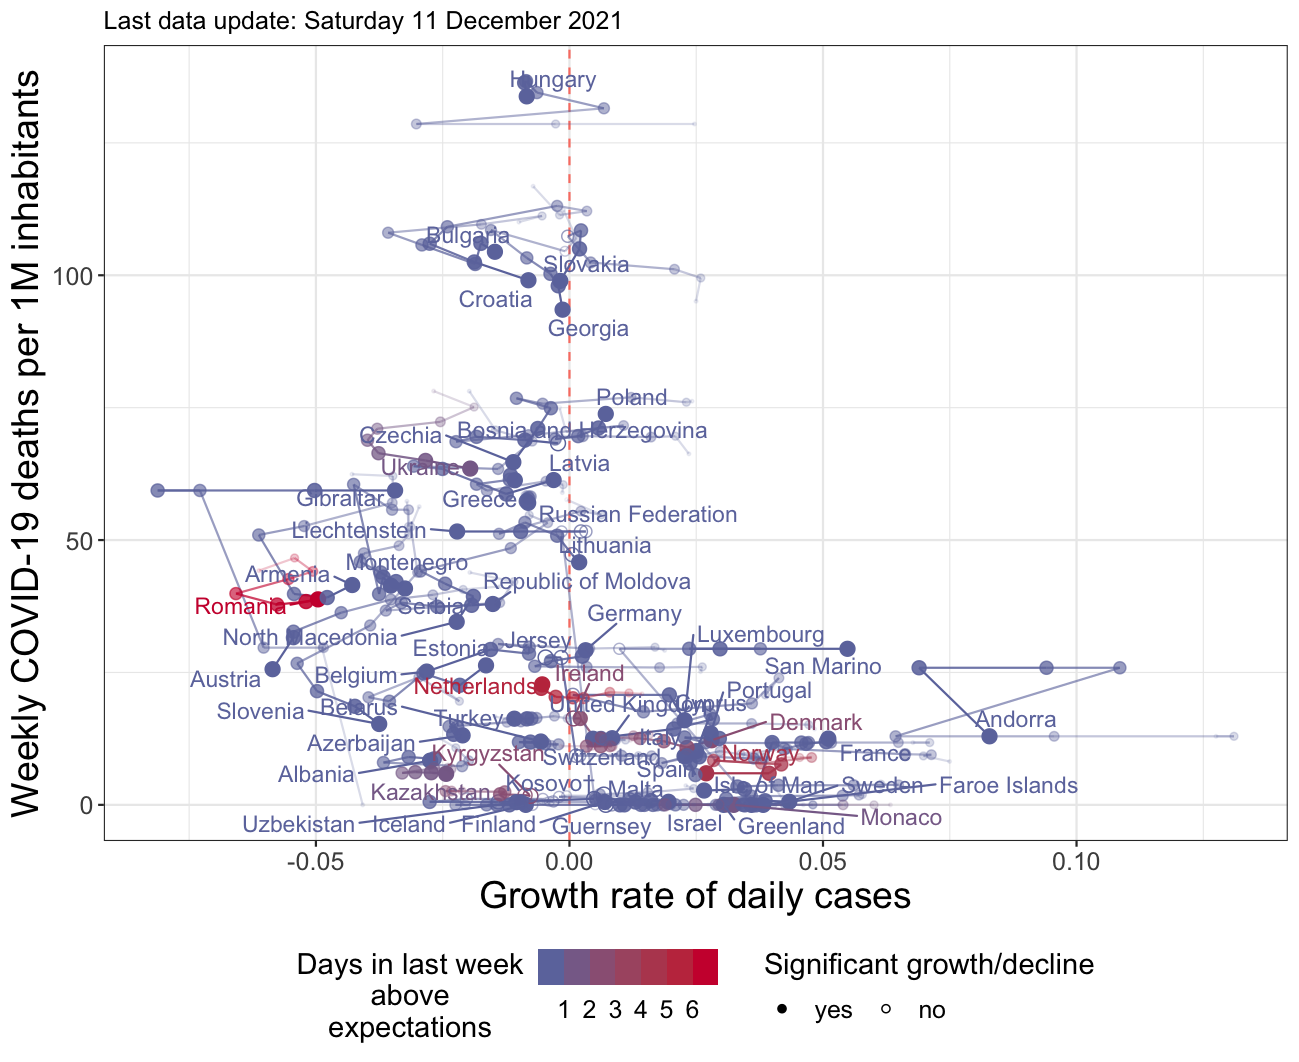 Last data update: Saturday 11 December 2021
Weekly COVID-19 deaths per 1M inhabitants
Hungary
Bulgaria
100
Slovakia
Croatia
Georgia
Poland
Czechia
Bosnia and Herzegovina
Ukraine
Latvia
Gibraltar
Greece
Russian Federation
Liechtenstein
50
Lithuania
Montenegro
Armenia
Republic of Moldova
Romania
Serbia
Germany
North Macedonia
Luxembourg
Estonia
Jersey
San Marino
Austria
Belgium
Ireland
Netherlands
Portugal
Slovenia
Belarus
United Kingdom
Cyprus
Turkey
Denmark
Andorra
Azerbaijan
Italy
Kyrgyzstan
Switzerland
Norway
France
Albania
Spain
Kosovo†
Malta
Isle of Man
Sweden
Faroe Islands
Kazakhstan
0
Uzbekistan
Iceland
Finland
Guernsey
Israel
Greenland
Monaco
-0.05
0.00
0.05
0.10
Growth rate of daily cases
Days in last week
above
expectations
1 2 3 4 5 6
Significant growth/decline
yes
no